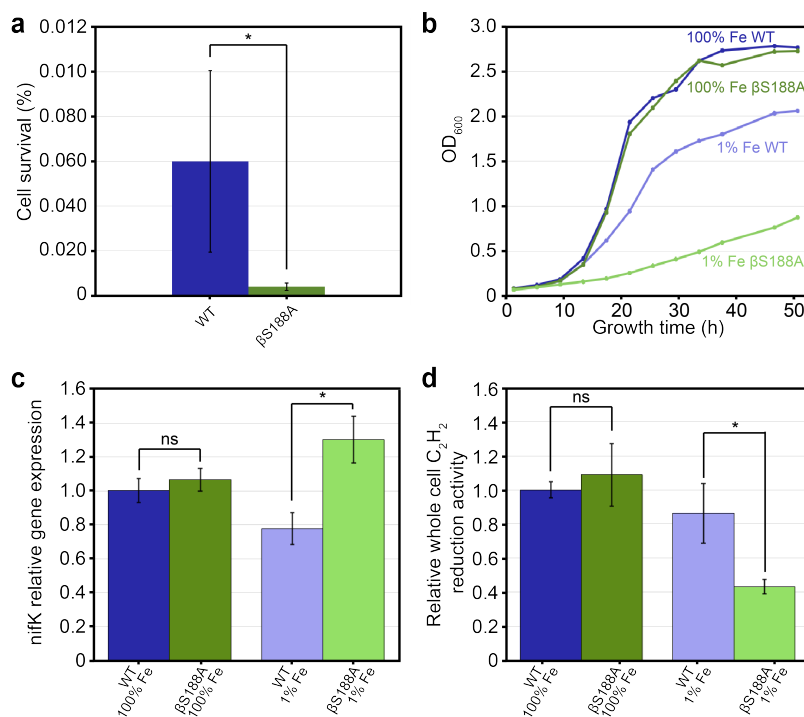 a
Cell survival (%)
0.012
0.100
0.080
0.060
0.040
0.020
0
*
WT
βS188A
b
OD600
3.0
2.5
2.0
1.5
1.0
0.5
0.0
0
10
20
30
40
50
Growth time (h)
100% Fe WT
100% Fe βS188A
1% Fe WT
1% Fe βS188A
c
nifK relative gene expression
1.6
1.4
1.2
1.0
0.8
0.6
0.4
0.2
0
ns
*
WT
100% Fe
βS188A
100% Fe
WT
1% Fe
βS188A
1% Fe
d
Relative whole cell C2H2
reduction activity
1.6
1.4
1.2
1.0
0.8
0.6
0.4
0.2
0
ns
*
WT
100% Fe
βS188A
100% Fe
WT
1% Fe
βS188A
1% Fe